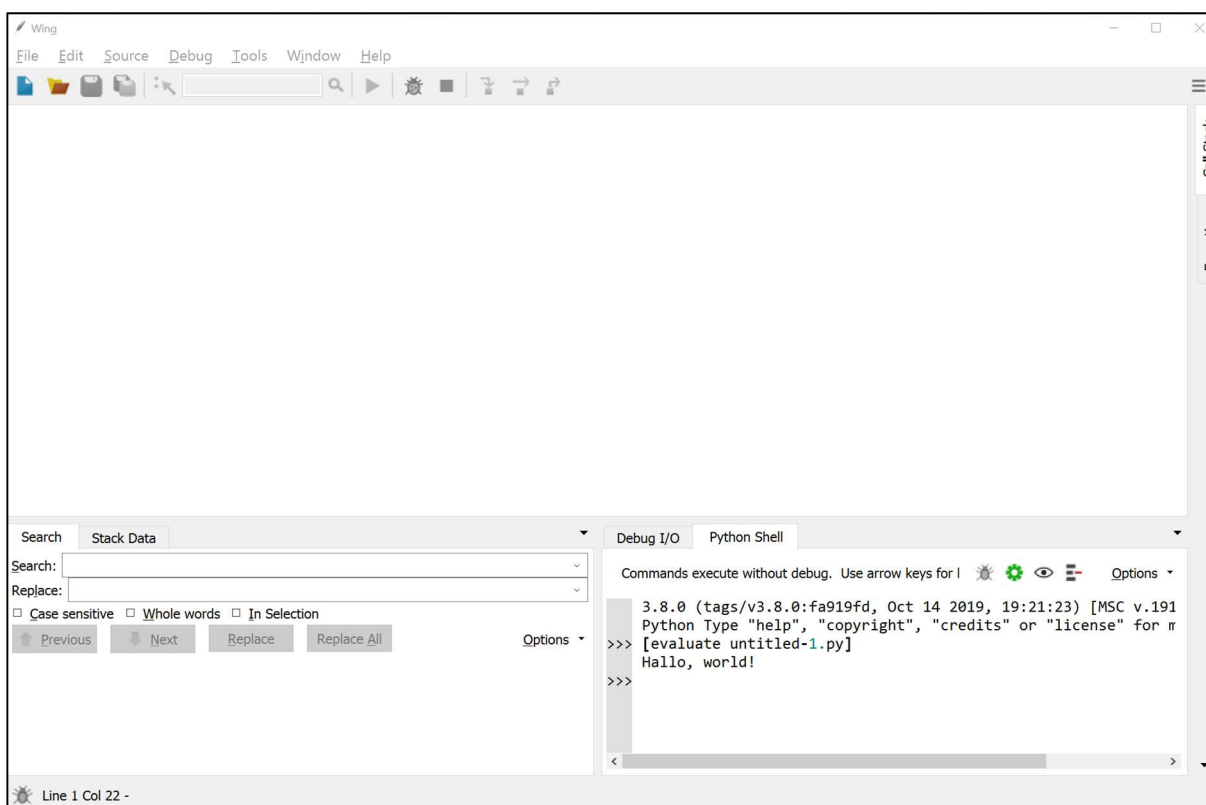 Wing
File Edit Source Debug Tools Window Help
Search Stack Data
Search:
Replace:
Case sensitive Whole words In Selection
Previous Next Replace Replace All Options
Debug I/O Python Shell
Commands execute without debug. Use arrow keys for l Options
3.8.0 (tags/v3.8.0:fa919fd, Oct 14 2019, 19:21:23) [MSC v.191
Python Type "help", "copyright", "credits" or "license" for m
>>> [evaluate untitled-1.py]
Hallo, world!
>>>
Line 1 Col 22 -